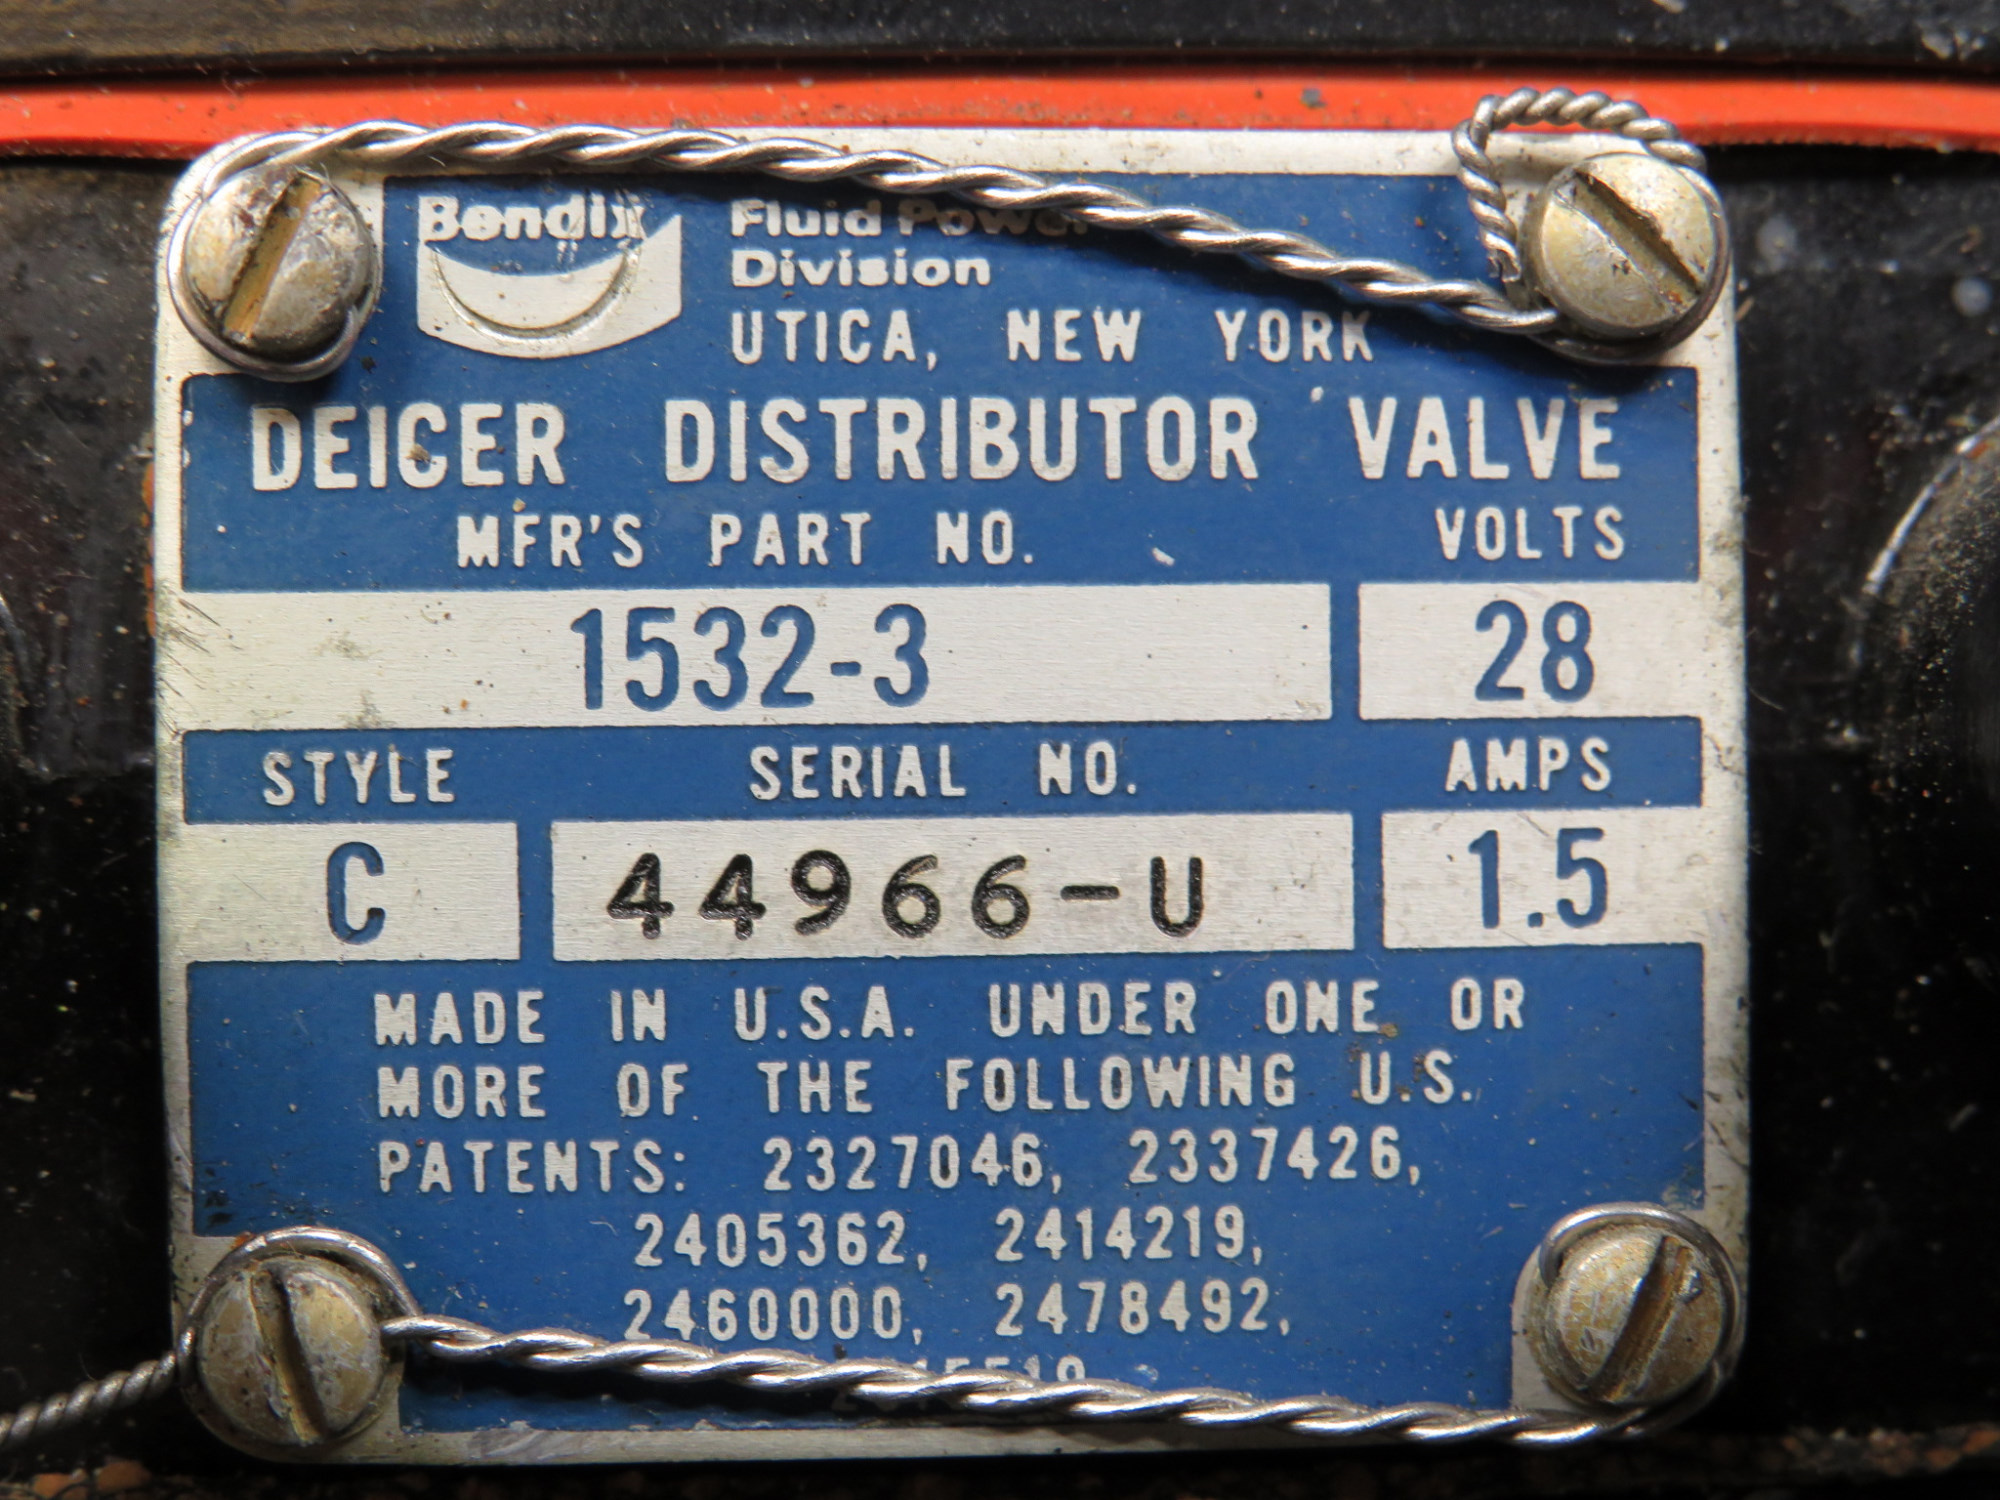 Bendix
Fluid Power
Division
UTICA, NEW YORK
DEICER DISTRIBUTOR VALVE
MFR'S PART NO. VOLTS
1532-3 28
STYLE SERIAL NO. AMPS
C 44966-U 1.5
MADE IN U.S.A. UNDER ONE OR
MORE OF THE FOLLOWING U.S.
PATENTS: 2327046, 2337426,
2405362, 2414219,
2460000, 2478492,